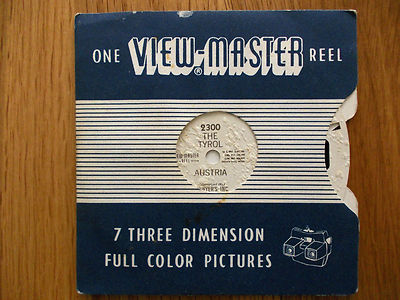 ONE VIEW-MASTER® REEL
2300
THE
TYROL
AUSTRIA
7 THREE DIMENSION
FULL COLOR PICTURES